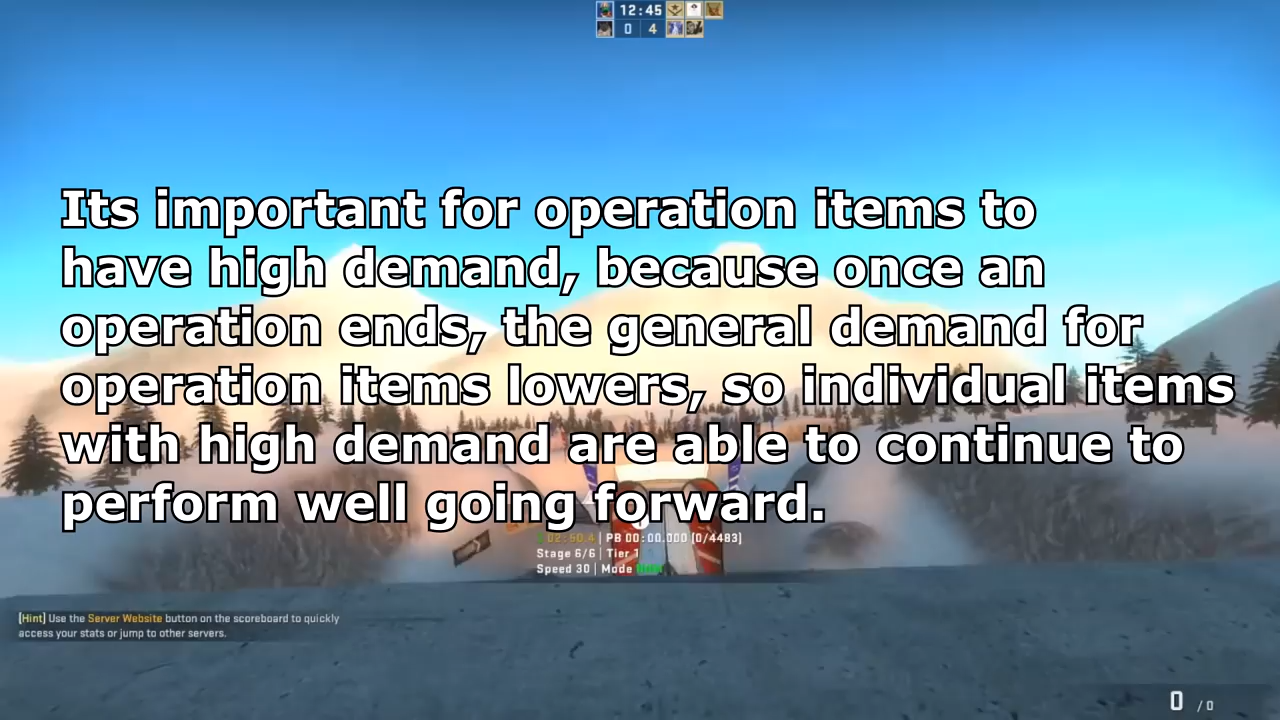 12:45
0 4
Its important for operation items to
have high demand, because once an
operation ends, the general demand for
operation items lowers, so individual items
with high demand are able to continue to
perform well going forward.
02:50.4 | PB 00:00.000 [0/4483]
Stage 6/6 | Tier 1
Speed 30 | Mode
[Hint] Use the Server Website button on the scoreboard to quickly
access your stats or jump to other servers.
0 / 0